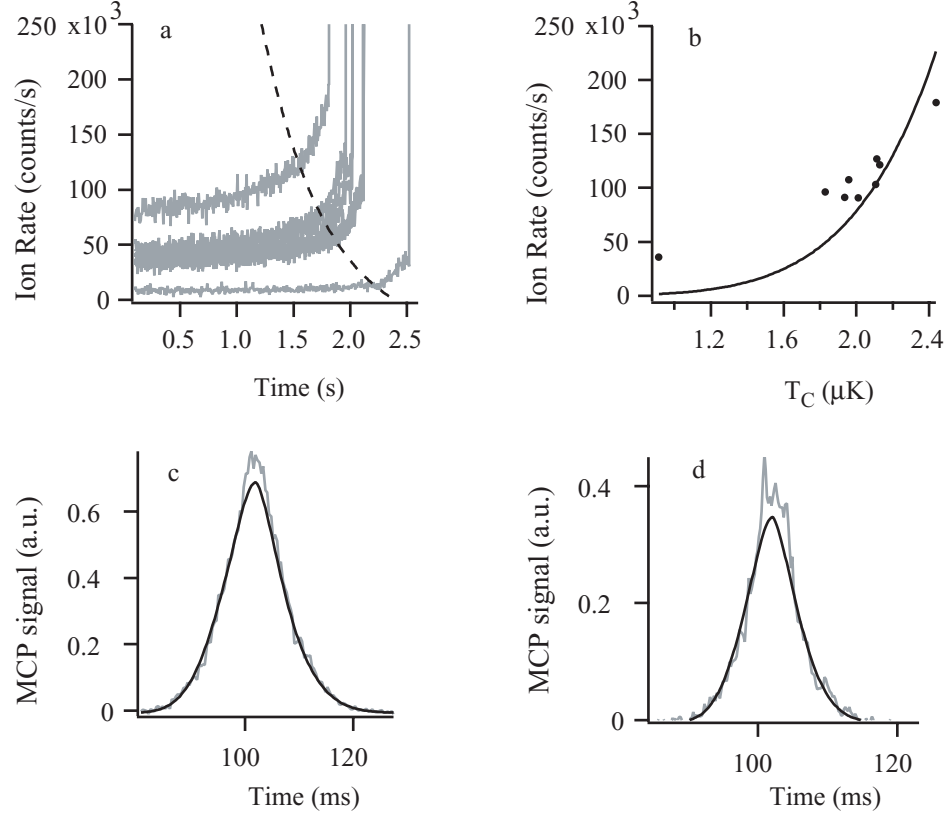 250 x10³
a
200
150
100
50
0
Ion Rate (counts/s)
0.5 1.0 1.5 2.0 2.5
Time (s)
250 x10³
b
200
150
100
50
0
Ion Rate (counts/s)
1.2 1.6 2.0 2.4
T_C (μK)
c
0.6
0.4
0.2
0
MCP signal (a.u.)
100 120
Time (ms)
d
0.4
0.2
0
MCP signal (a.u.)
100 120
Time (ms)